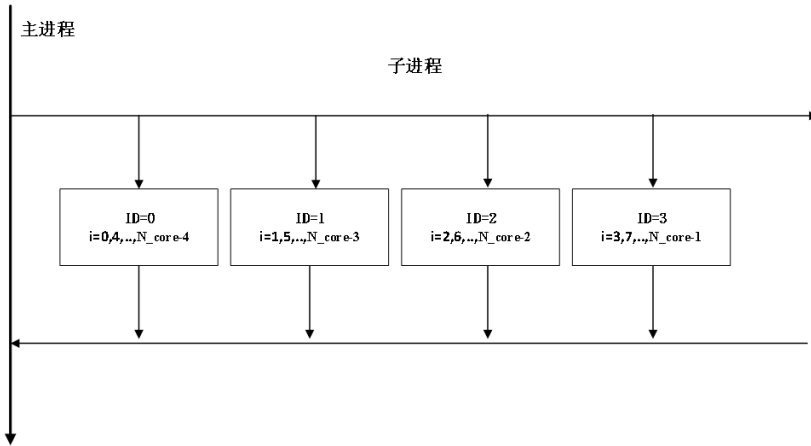 主进程
子进程
ID=0
i=0,4,..,N_core-4
ID=1
i=1,5,..,N_core-3
ID=2
i=2,6,..,N_core-2
ID=3
i=3,7,..,N_core-1